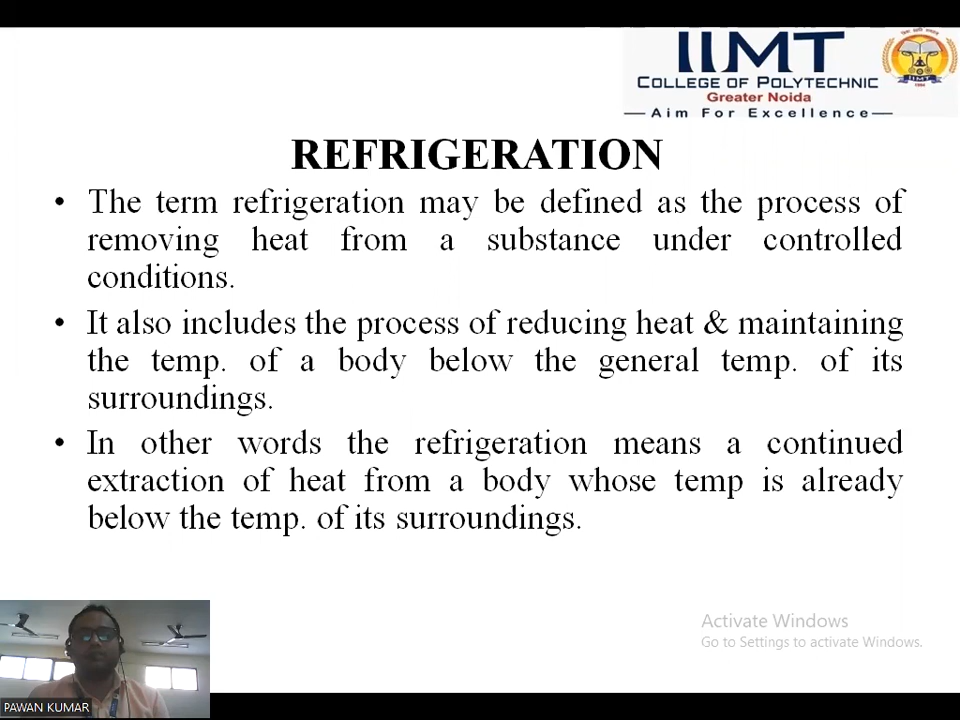 IIMT
COLLEGE OF POLYTECHNIC
Greater Noida
Aim For Excellence
IIMT
REFRIGERATION
• The term refrigeration may be defined as the process of
removing heat from a substance under controlled
conditions.
• It also includes the process of reducing heat & maintaining
the temp. of a body below the general temp. of its
surroundings.
• In other words the refrigeration means a continued
extraction of heat from a body whose temp is already
below the temp. of its surroundings.
Activate Windows
Go to Settings to activate Windows.
PAWAN KUMAR